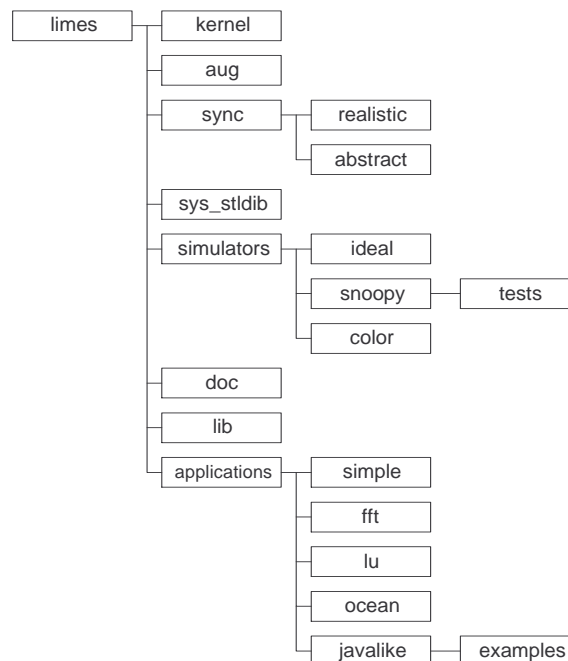 limes
kernel
aug
sync
realistic
abstract
sys_stldib
simulators
ideal
snoopy
tests
color
doc
lib
applications
simple
fft
lu
ocean
javalike
examples